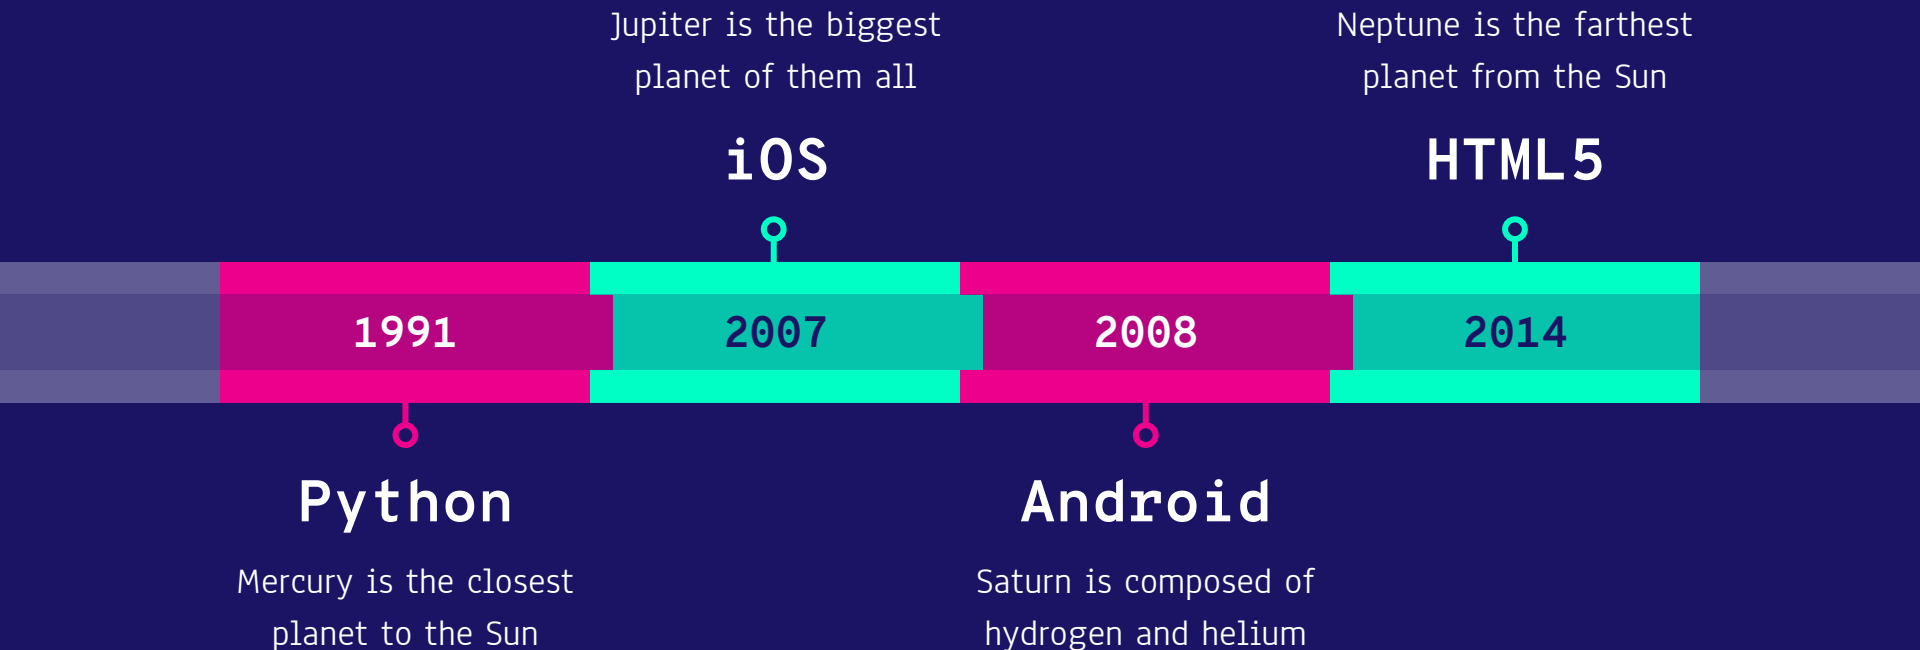 Jupiter is the biggest
planet of them all
iOS
Neptune is the farthest
planet from the Sun
HTML5
1991
2007
2008
2014
Python
Mercury is the closest
planet to the Sun
Android
Saturn is composed of
hydrogen and helium